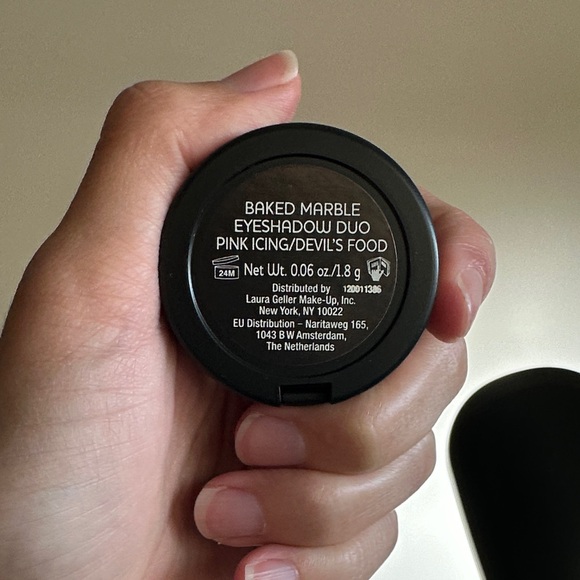 BAKED MARBLE
EYESHADOW DUO
PINK ICING/DEVIL'S FOOD
24M Net Wt. 0.06 oz./1.8 g
Distributed by 120011386
Laura Geller Make-Up, Inc.
New York, NY 10022
EU Distribution – Naritaweg 165,
1043 BW Amsterdam,
The Netherlands